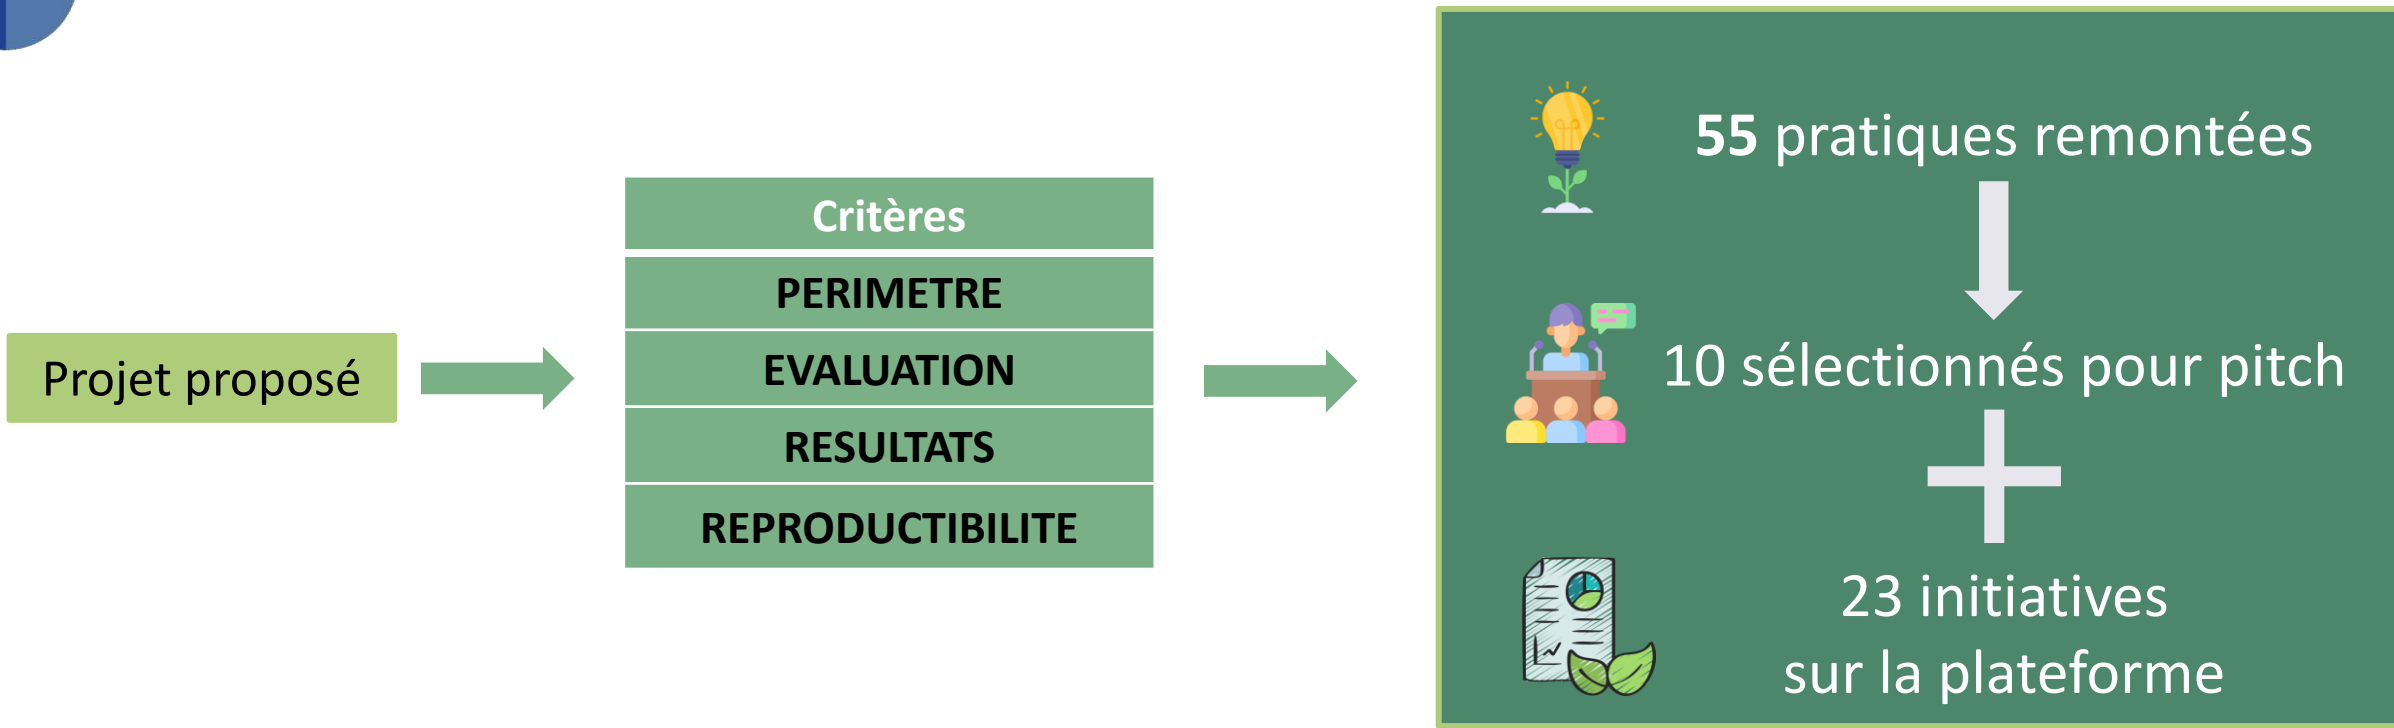 Projet proposé
Critères
PERIMETRE
EVALUATION
RESULTATS
REPRODUCTIBILITE
55 pratiques remontées
10 sélectionnés pour pitch
23 initiatives
sur la plateforme